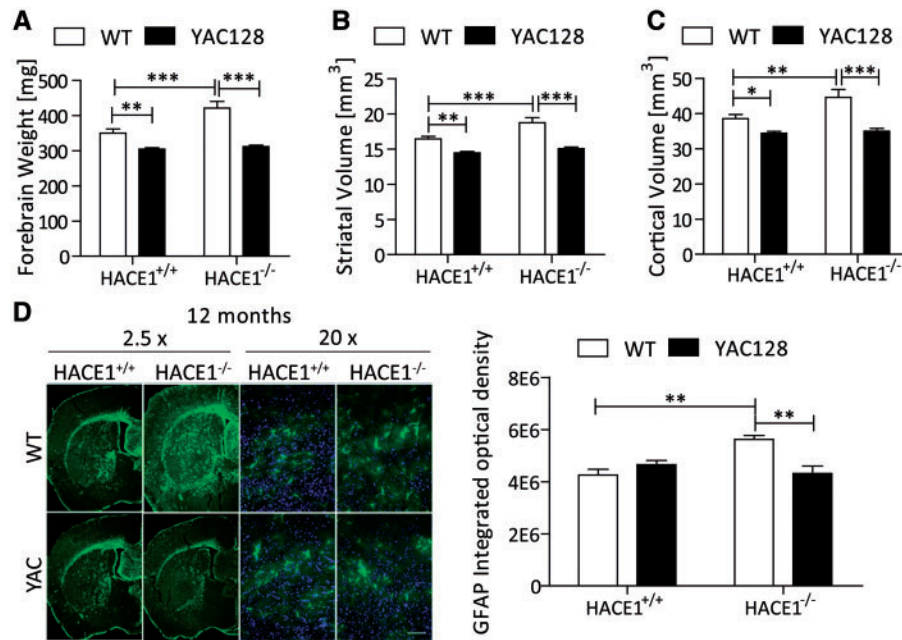 A
WT YAC128
Forebrain Weight [mg]
500
400
300
200
100
0
***
**
***
HACE1+/+ HACE1-/-
B
WT YAC128
Striatal Volume [mm3]
25
20
15
10
5
0
***
**
***
HACE1+/+ HACE1-/-
C
WT YAC128
Cortical Volume [mm3]
60
50
40
30
20
10
0
**
*
***
HACE1+/+ HACE1-/-
D
12 months
2.5 x 20 x
HACE1+/+ HACE1-/- HACE1+/+ HACE1-/-
WT
YAC
WT YAC128
GFAP Integrated optical density
8E6
6E6
4E6
2E6
0
**
**
HACE1+/+ HACE1-/-